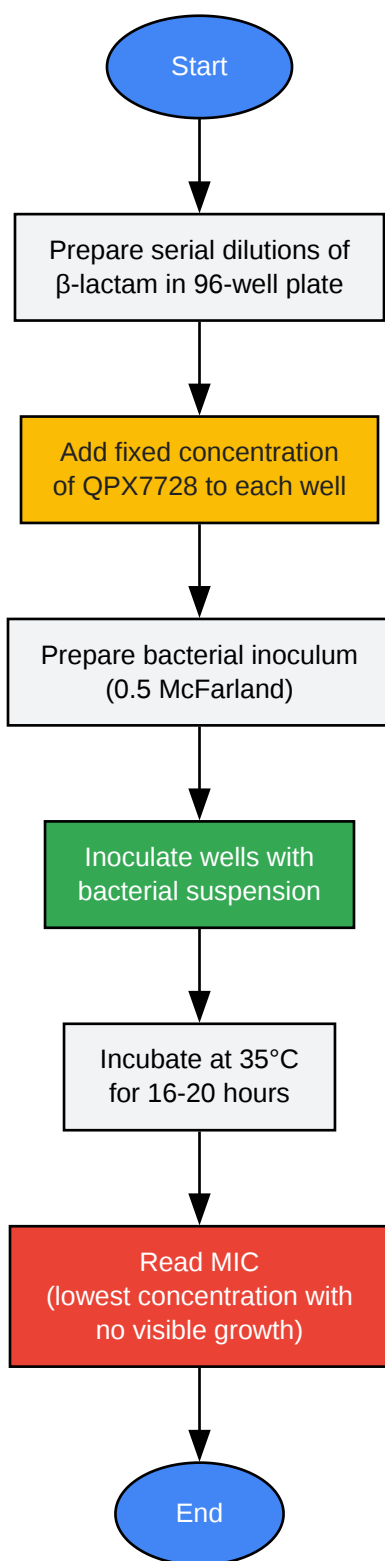 Start
Prepare serial dilutions of
β-lactam in 96-well plate
Add fixed concentration
of QPX7728 to each well
Prepare bacterial inoculum
(0.5 McFarland)
Inoculate wells with
bacterial suspension
Incubate at 35°C
for 16-20 hours
Read MIC
(lowest concentration with
no visible growth)
End